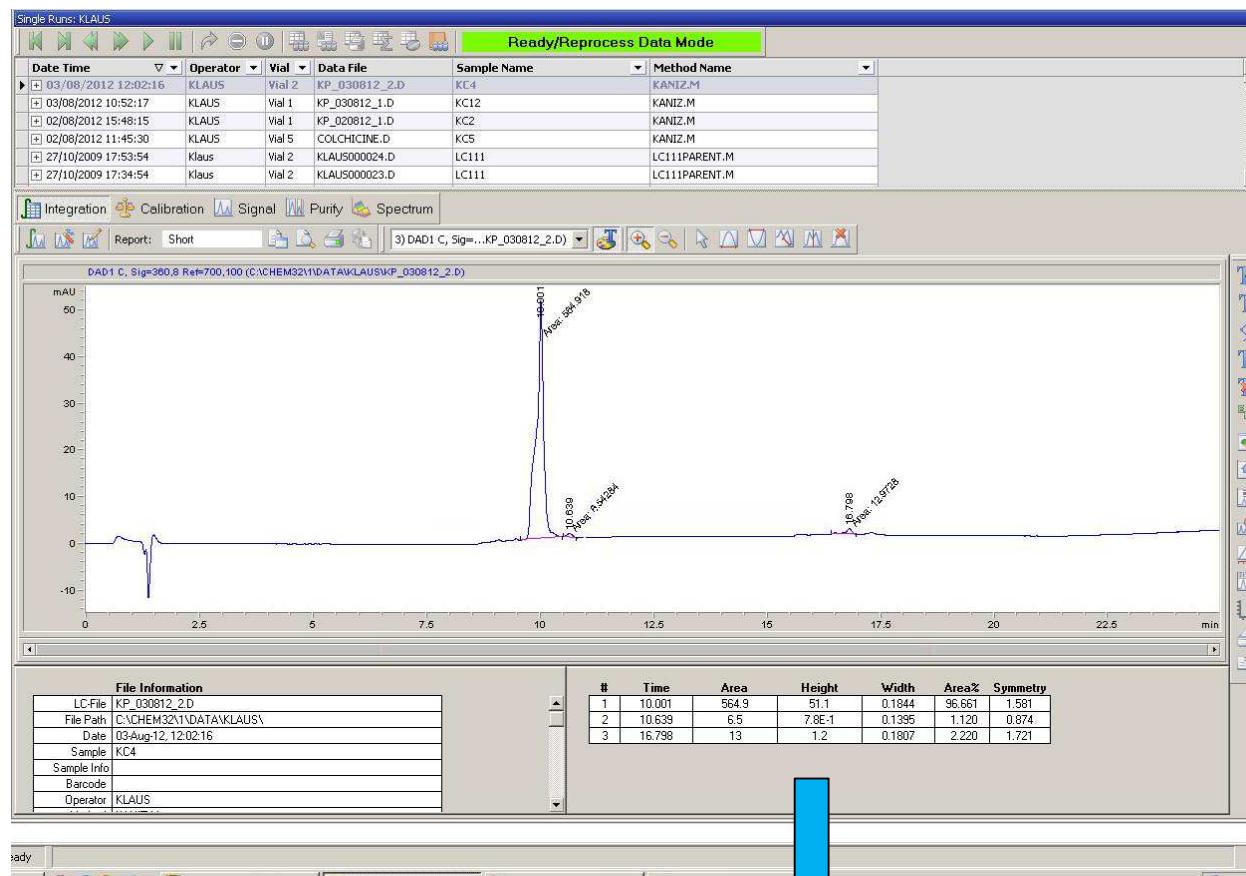 Single Runs: KLAUS
Ready/Reprocess Data Mode
Date Time Operator Vial Data File Sample Name Method Name
03/08/2012 12:02:16 KLAUS Vial 2 KP_030812_2.D KC4 KANIZ.M
03/08/2012 10:52:17 KLAUS Vial 1 KP_030812_1.D KC12 KANIZ.M
02/08/2012 15:48:15 KLAUS Vial 1 KP_020812_1.D KC2 KANIZ.M
02/08/2012 11:45:30 KLAUS Vial 5 COLCHICINE.D KC5 KANIZ.M
27/10/2009 17:53:54 Klaus Vial 2 KLAUS000024.D LC111 LC111PARENT.M
27/10/2009 17:34:54 Klaus Vial 2 KLAUS000023.D LC111 LC111PARENT.M
Integration Calibration Signal Purify Spectrum
Report: Short 3) DAD1 C, Sig=...KP_030812_2.D)
DAD1 C, Sig=360,8 Ref=700,100 (C:\CHEM32\1\DATA\KLAUS\KP_030812_2.D)
mAU
50
40
30
20
10
0
-10
10.001
Area: 564.918
10.639
Area: 6.54284
16.798
Area: 12.9728
0 2.5 5 7.5 10 12.5 15 17.5 20 22.5 min
File Information
LC-File KP_030812_2.D
File Path C:\CHEM32\1\DATA\KLAUS\
Date 03-Aug-12, 12:02:16
Sample KC4
Sample Info
Barcode
Operator KLAUS
# Time Area Height Width Area% Symmetry
1 10.001 564.9 51.1 0.1844 96.661 1.581
2 10.639 6.5 7.8E-1 0.1395 1.120 0.874
3 16.798 13 1.2 0.1807 2.220 1.721
eady